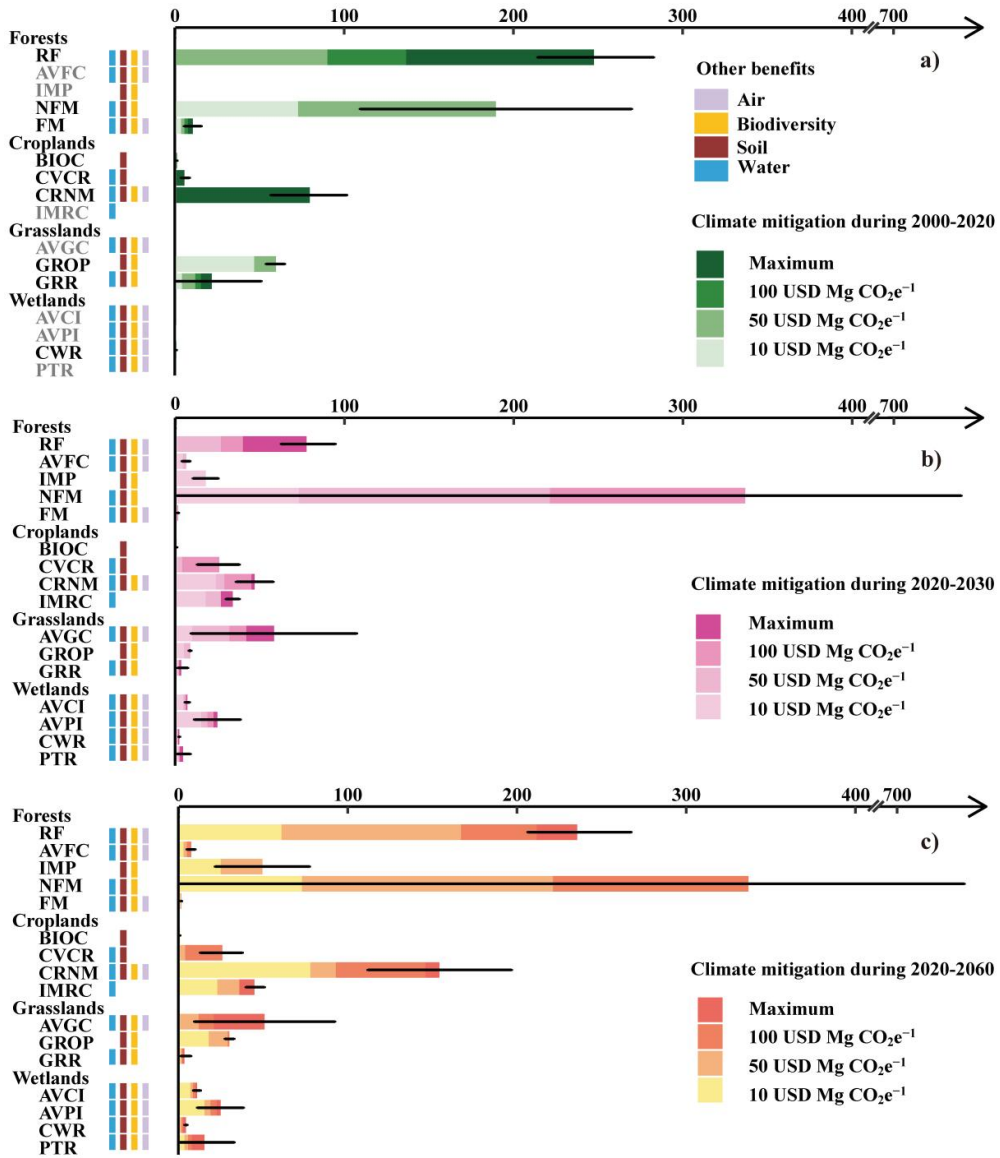 0 100 200 300 400 700
Forests
a)
RF
Other benefits
AVFC
IMP
Air
NFM
Biodiversity
FM
Soil
Croplands
Water
BIOC
CVCR
CRNM
IMRC
Climate mitigation during 2000-2020
Grasslands
AVGC
Maximum
GROP
100 USD Mg CO₂e⁻¹
GRR
50 USD Mg CO₂e⁻¹
Wetlands
10 USD Mg CO₂e⁻¹
AVCI
AVPI
CWR
PTR
0 100 200 300 400 700
Forests
RF
b)
AVFC
IMP
NFM
FM
Croplands
BIOC
CVCR
CRNM
Climate mitigation during 2020-2030
IMRC
Grasslands
Maximum
AVGC
100 USD Mg CO₂e⁻¹
GROP
50 USD Mg CO₂e⁻¹
GRR
10 USD Mg CO₂e⁻¹
Wetlands
AVCI
AVPI
CWR
PTR
0 100 200 300 400 700
Forests
RF
c)
AVFC
IMP
NFM
FM
Croplands
BIOC
CVCR
CRNM
Climate mitigation during 2020-2060
IMRC
Grasslands
Maximum
AVGC
100 USD Mg CO₂e⁻¹
GROP
50 USD Mg CO₂e⁻¹
GRR
10 USD Mg CO₂e⁻¹
Wetlands
AVCI
AVPI
CWR
PTR